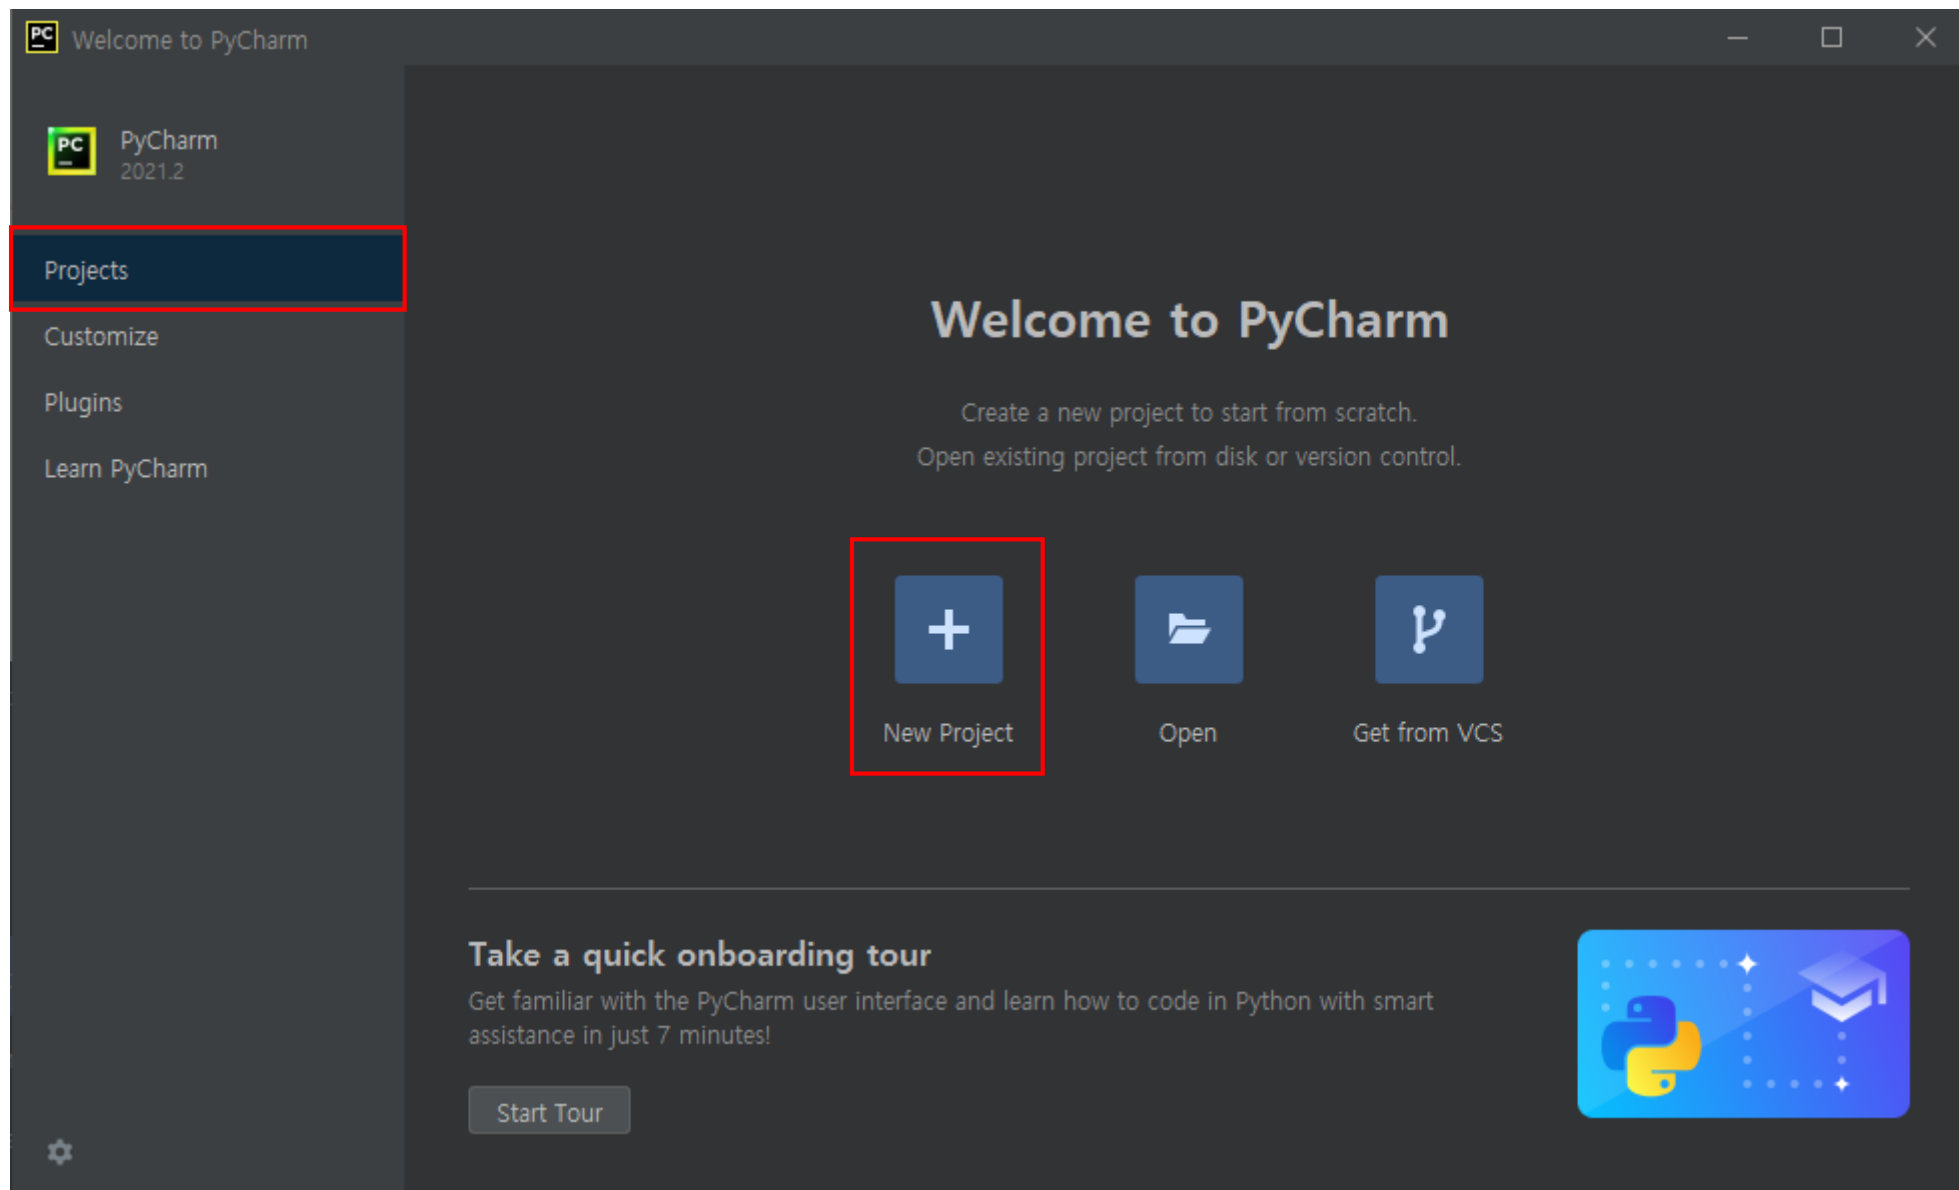 PC Welcome to PyCharm
PC
PyCharm
2021.2
Projects
Customize
Plugins
Learn PyCharm
Welcome to PyCharm
Create a new project to start from scratch.
Open existing project from disk or version control.
New Project
Open
Get from VCS
Take a quick onboarding tour
Get familiar with the PyCharm user interface and learn how to code in Python with smart
assistance in just 7 minutes!
Start Tour